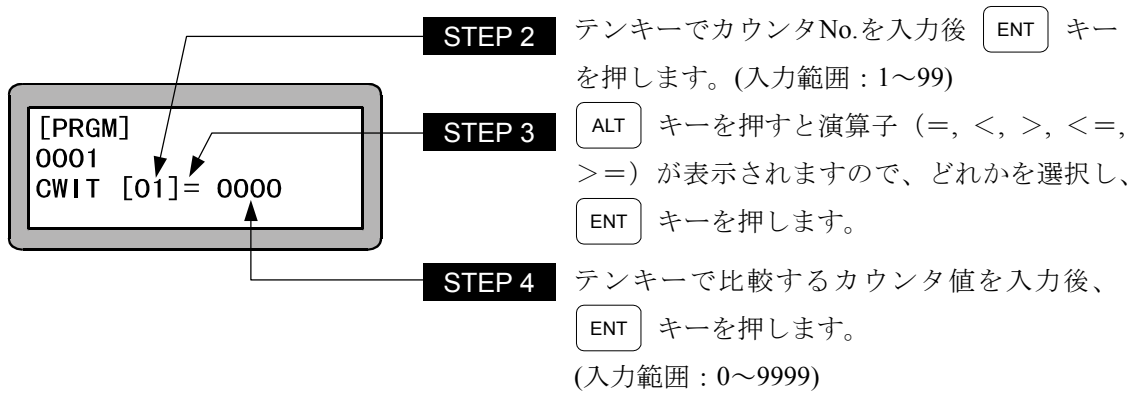 [PRGM]
0001
CWIT [01]= 0000
STEP 2
テンキーでカウンタNo.を入力後 ENT キー
を押します。(入力範囲：1～99)
STEP 3
ALT キーを押すと演算子（＝, ＜, ＞, ＜＝,
＞＝）が表示されますので、どれかを選択し、
ENT キーを押します。
STEP 4
テンキーで比較するカウンタ値を入力後、
ENT キーを押します。
(入力範囲：0～9999)